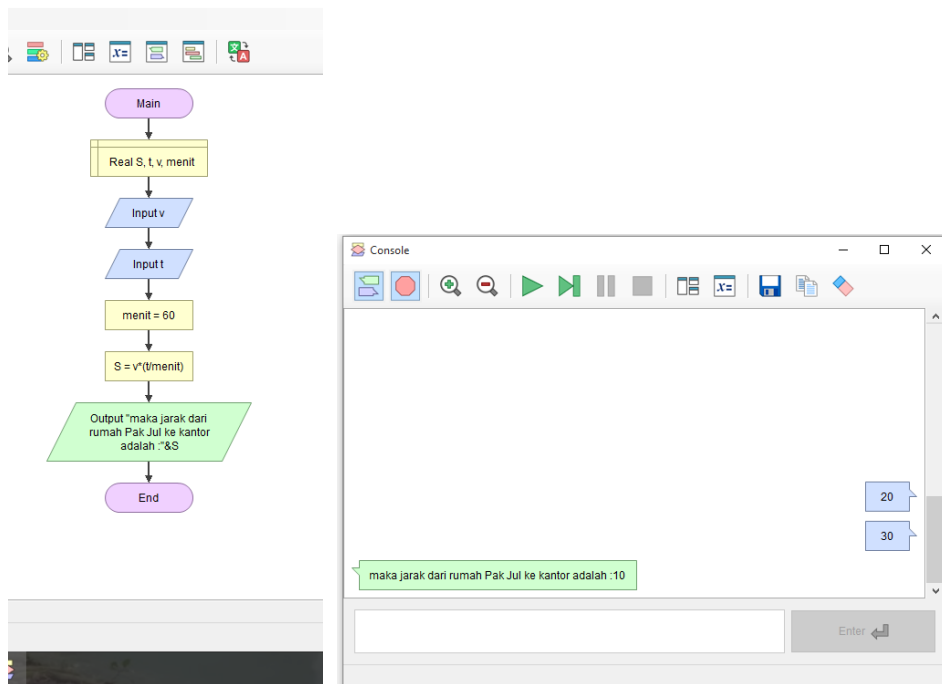 Main
Real S, t, v, menit
Input v
Input t
menit = 60
S = v*(t/menit)
Output "maka jarak dari
rumah Pak Jul ke kantor
adalah :"&S
End
Console
20
30
maka jarak dari rumah Pak Jul ke kantor adalah :10
Enter